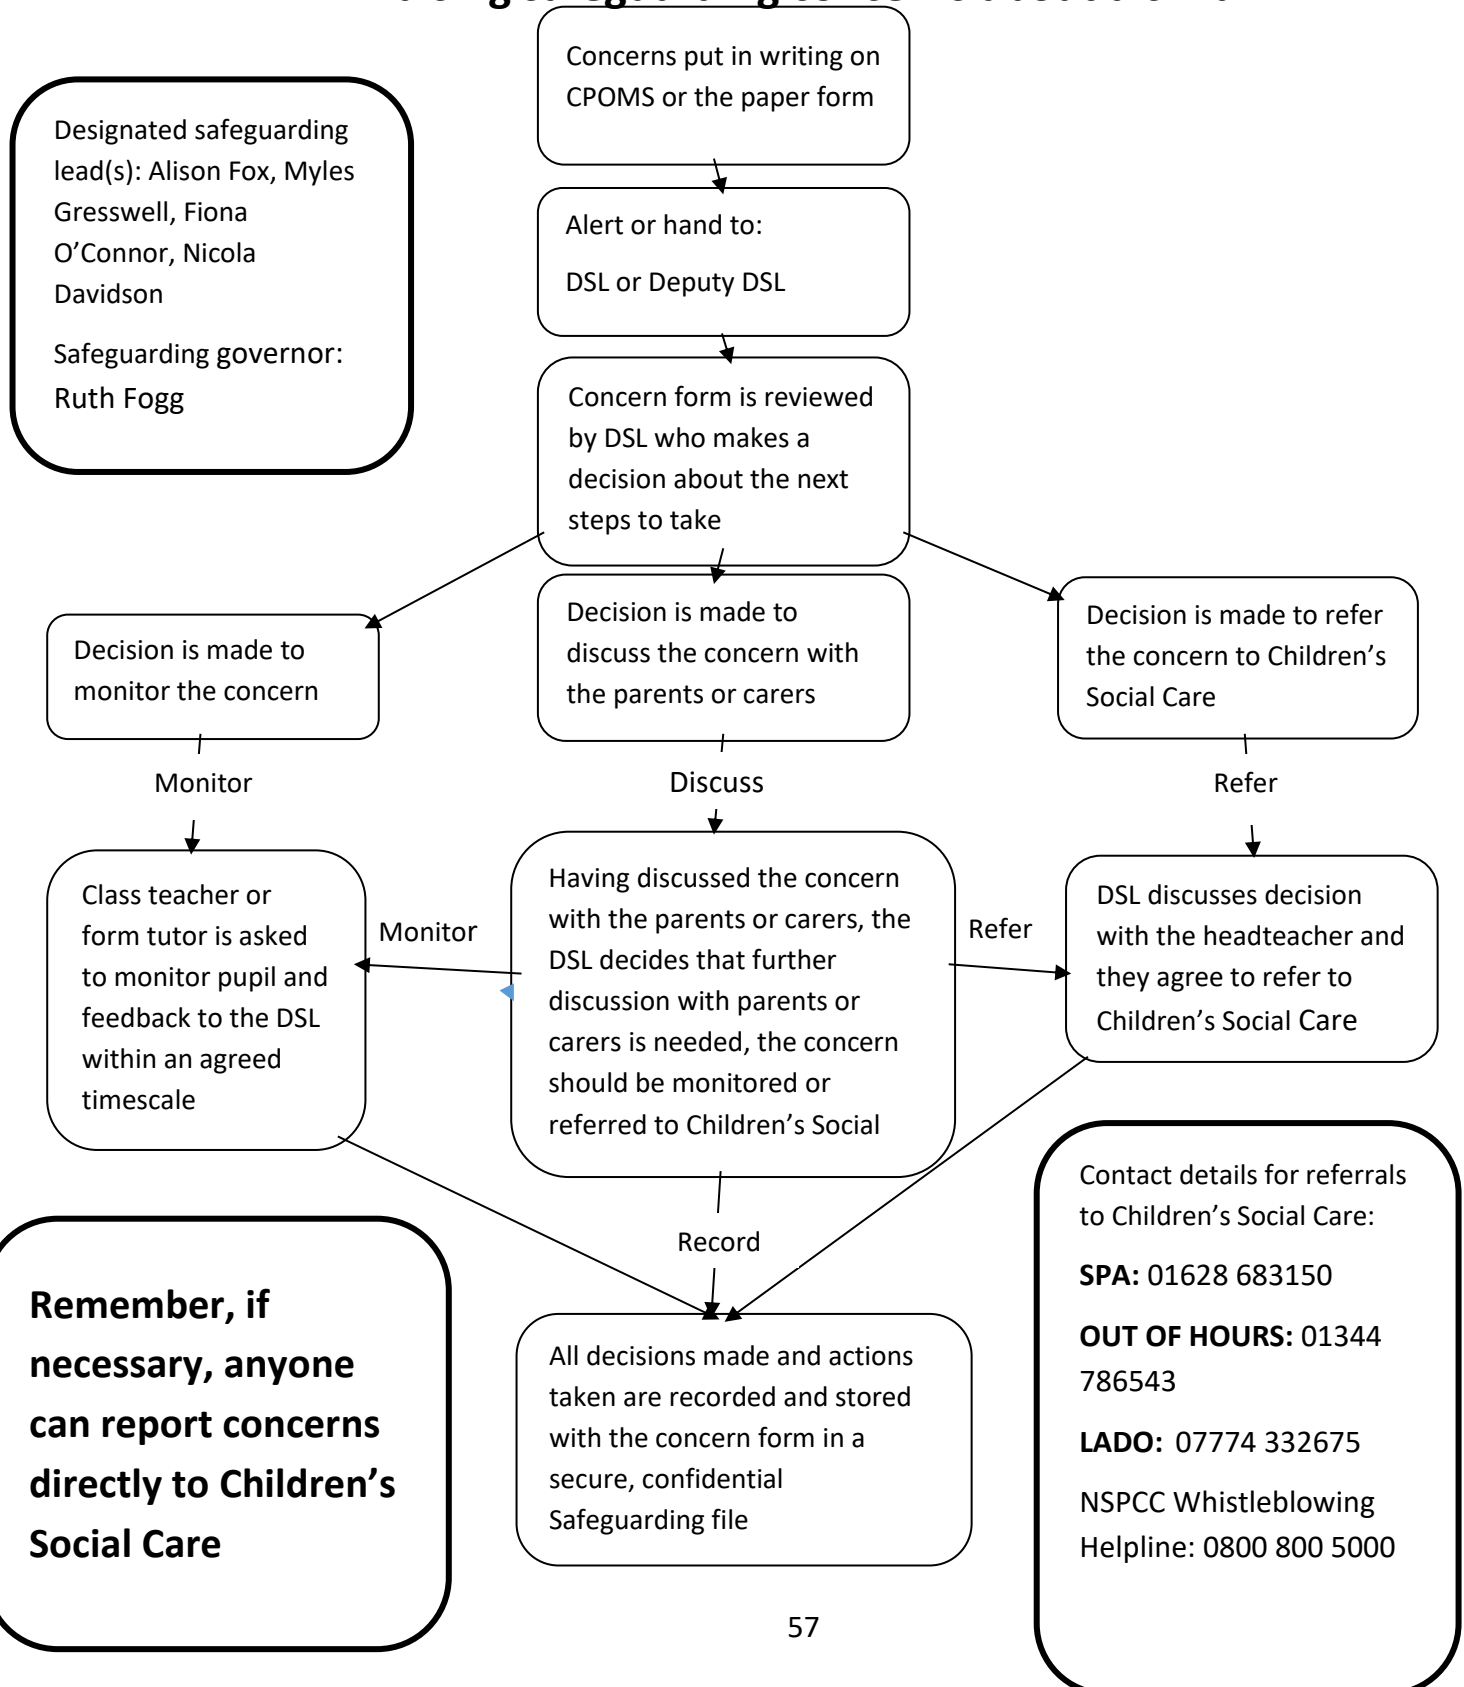 Concerns put in writing on
CPOMS or the paper form
Designated safeguarding
lead(s): Alison Fox, Myles
Gresswell, Fiona
O’Connor, Nicola
Davidson
Safeguarding governor:
Ruth Fogg
Alert or hand to:
DSL or Deputy DSL
Concern form is reviewed
by DSL who makes a
decision about the next
steps to take
Decision is made to
monitor the concern
Decision is made to
discuss the concern with
the parents or carers
Decision is made to refer
the concern to Children’s
Social Care
Monitor
Discuss
Refer
Class teacher or
form tutor is asked
to monitor pupil and
feedback to the DSL
within an agreed
timescale
Monitor
Having discussed the concern
with the parents or carers, the
DSL decides that further
discussion with parents or
carers is needed, the concern
should be monitored or
referred to Children’s Social
Refer
DSL discusses decision
with the headteacher and
they agree to refer to
Children’s Social Care
Record
Remember, if
necessary, anyone
can report concerns
directly to Children’s
Social Care
All decisions made and actions
taken are recorded and stored
with the concern form in a
secure, confidential
Safeguarding file
Contact details for referrals
to Children’s Social Care:
SPA: 01628 683150
OUT OF HOURS: 01344
786543
LADO: 07774 332675
NSPCC Whistleblowing
Helpline: 0800 800 5000
57